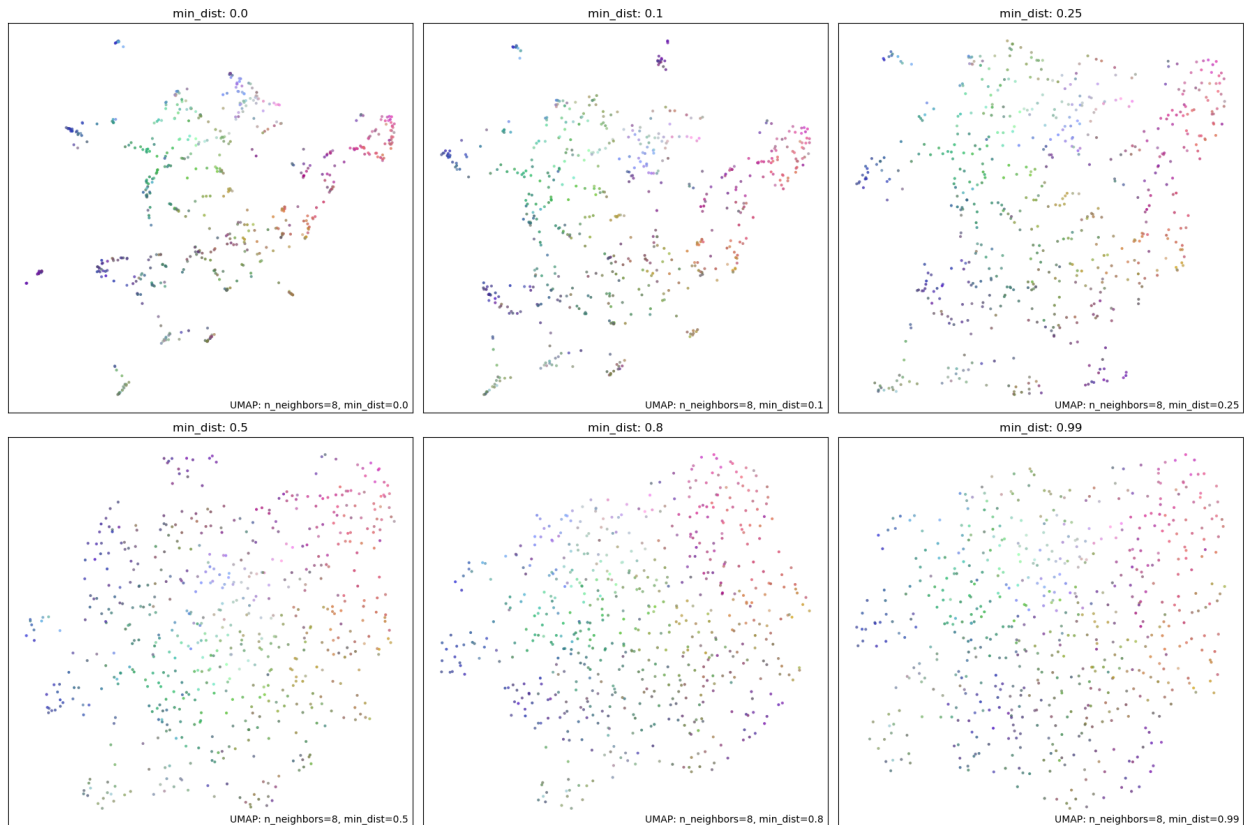 min_dist: 0.0
min_dist: 0.1
min_dist: 0.25
UMAP: n_neighbors=8, min_dist=0.0
UMAP: n_neighbors=8, min_dist=0.1
UMAP: n_neighbors=8, min_dist=0.25
min_dist: 0.5
min_dist: 0.8
min_dist: 0.99
UMAP: n_neighbors=8, min_dist=0.5
UMAP: n_neighbors=8, min_dist=0.8
UMAP: n_neighbors=8, min_dist=0.99